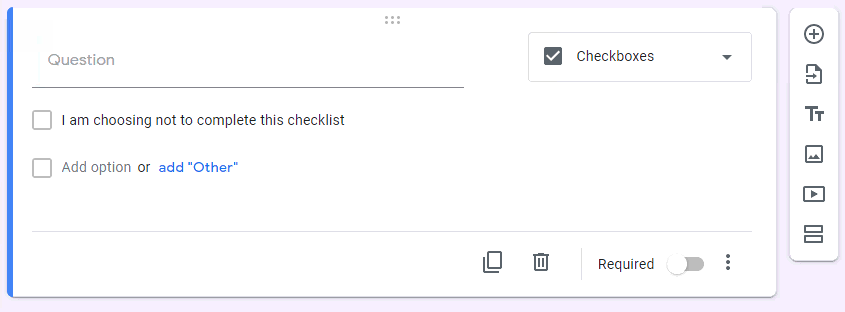 Question
Checkboxes
I am choosing not to complete this checklist
Add option or add "Other"
Required